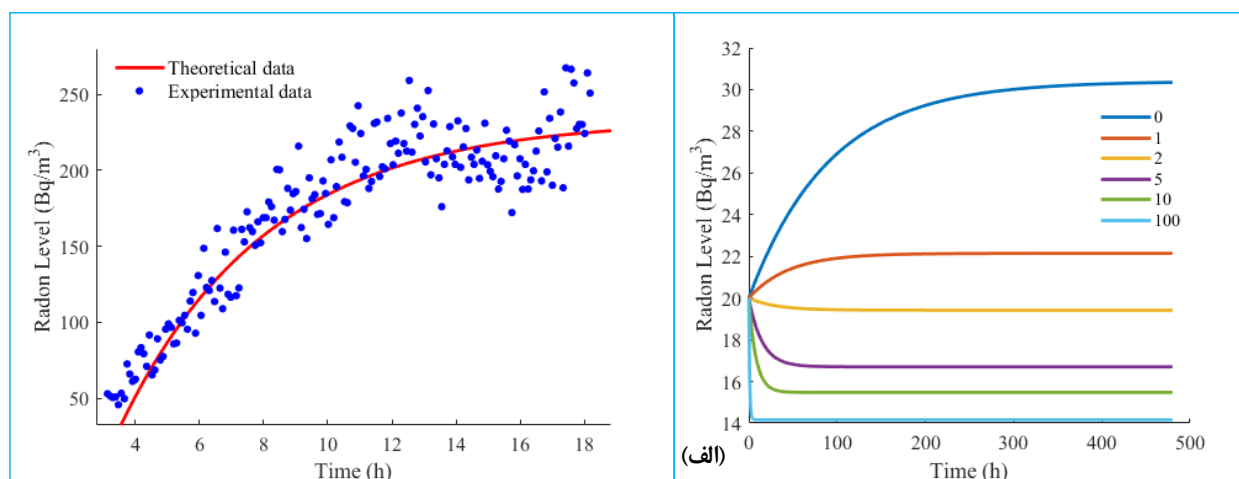 Theoretical data
Experimental data
Radon Level (Bq/m³)
250
200
150
100
50
4 6 8 10 12 14 16 18
Time (h)
Radon Level (Bq/m³)
32
30
28
26
24
22
20
18
16
14
0
1
2
5
10
100
0 100 200 300 400 500
Time (h)
(الف)